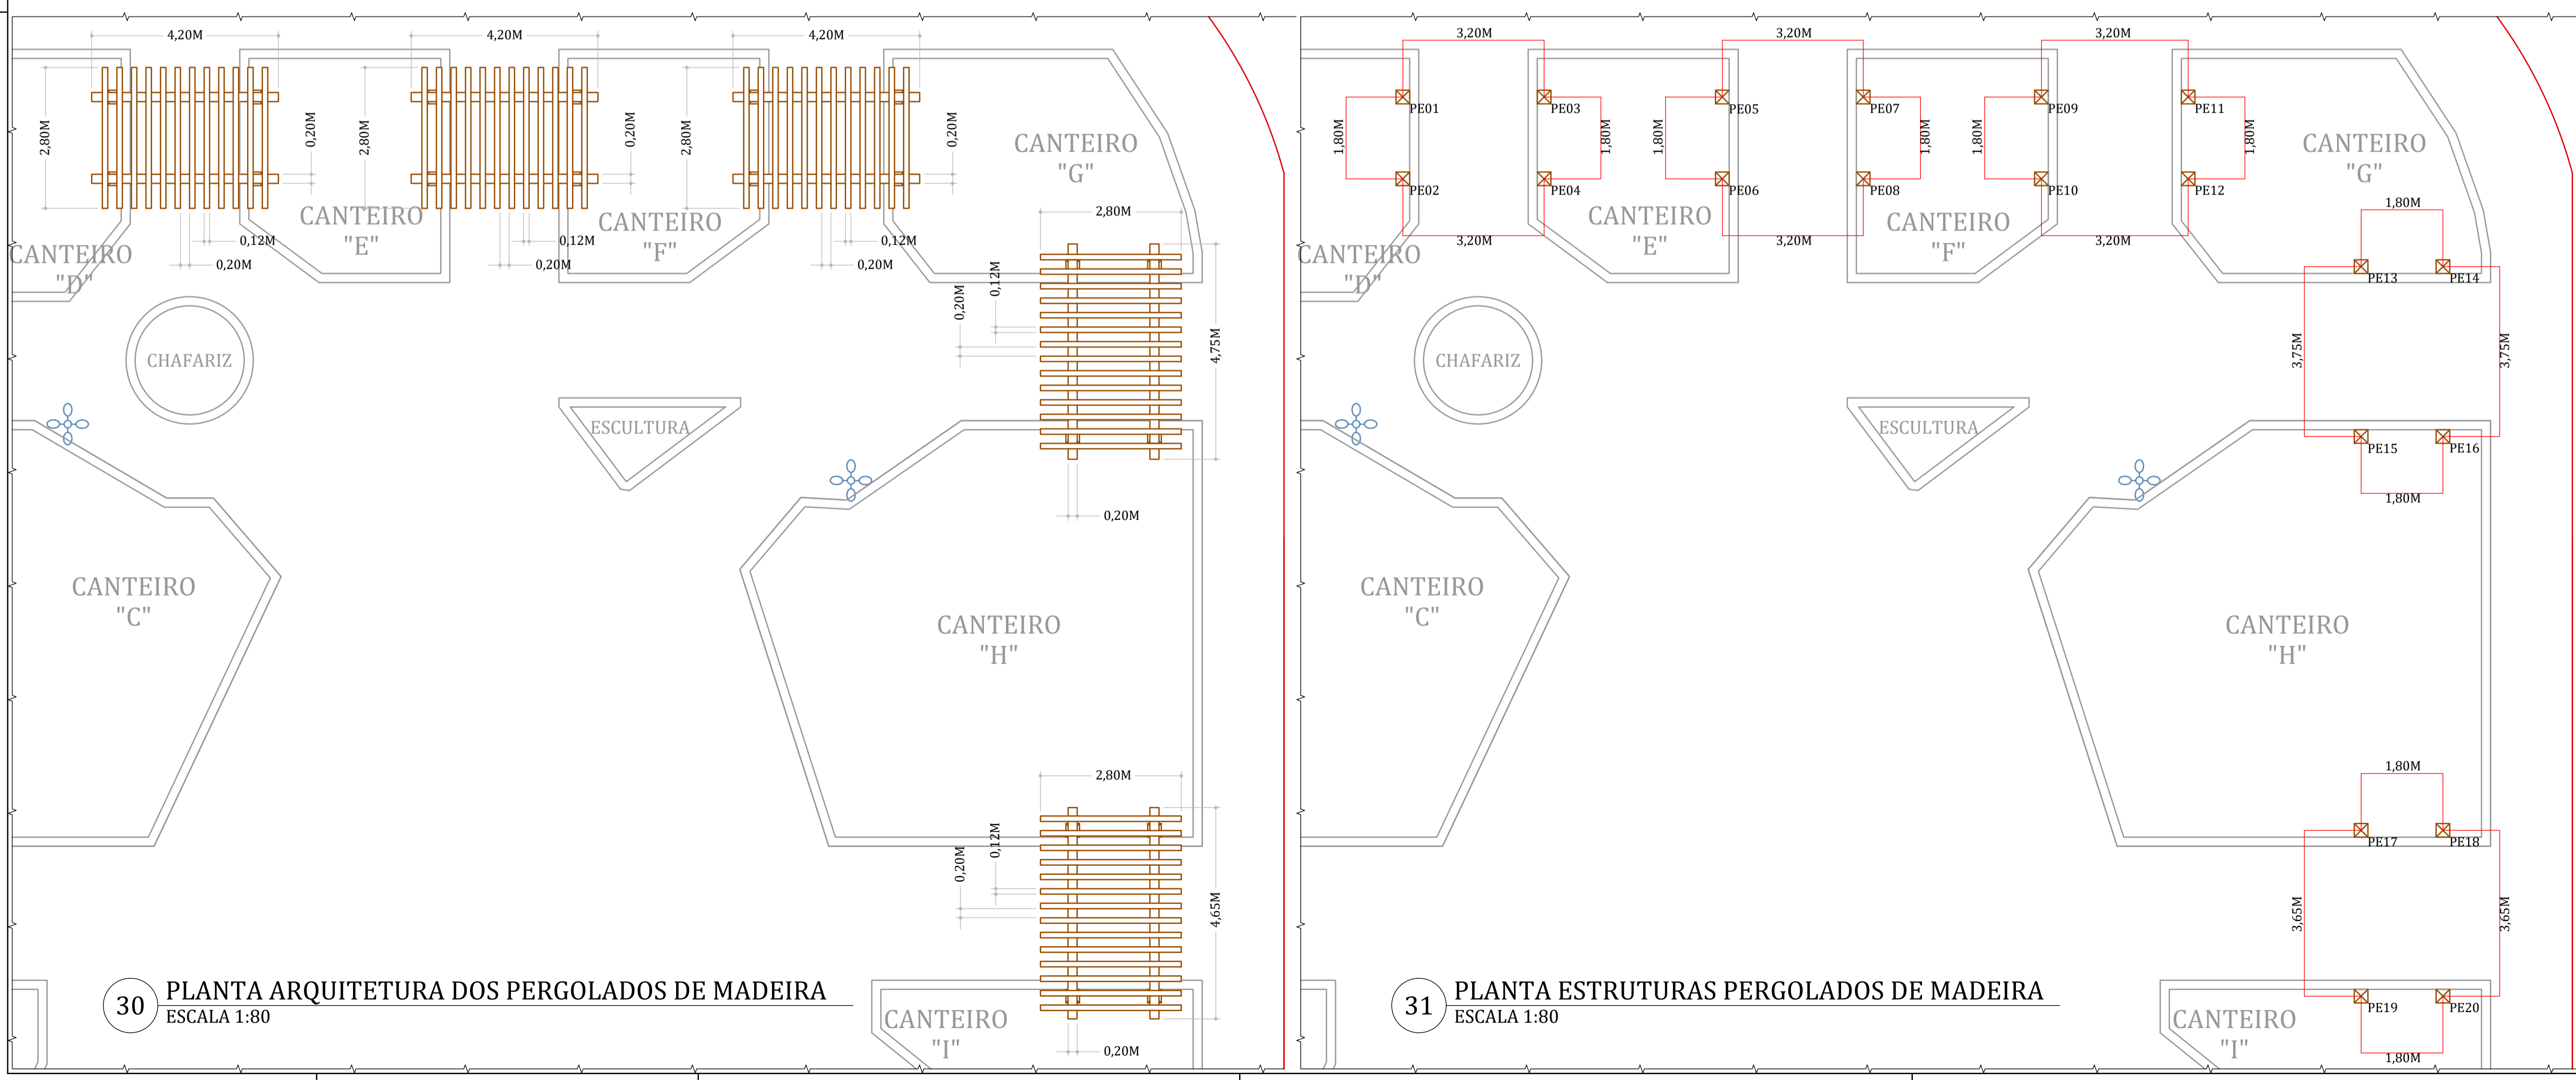 4,20M
4,20M
4,20M
2,80M
0,20M
2,80M
0,20M
2,80M
0,20M
0,12M
0,20M
0,12M
0,20M
0,12M
0,20M
CANTEIRO
"D"
CANTEIRO
"E"
CANTEIRO
"F"
CANTEIRO
"G"
2,80M
0,12M
0,20M
4,75M
0,20M
CHAFARIZ
ESCULTURA
CANTEIRO
"C"
CANTEIRO
"H"
2,80M
0,12M
0,20M
4,65M
0,20M
CANTEIRO
"I"
30
PLANTA ARQUITETURA DOS PERGOLADOS DE MADEIRA
ESCALA 1:80
3,20M
3,20M
3,20M
PE01
PE03
PE05
PE07
PE09
PE11
1,80M
1,80M
1,80M
1,80M
1,80M
1,80M
PE02
PE04
PE06
PE08
PE10
PE12
3,20M
3,20M
3,20M
CANTEIRO
"D"
CANTEIRO
"E"
CANTEIRO
"F"
CANTEIRO
"G"
1,80M
PE13
PE14
3,75M
3,75M
PE15
PE16
1,80M
CHAFARIZ
ESCULTURA
CANTEIRO
"C"
CANTEIRO
"H"
1,80M
PE17
PE18
3,65M
3,65M
PE19
PE20
1,80M
CANTEIRO
"I"
31
PLANTA ESTRUTURAS PERGOLADOS DE MADEIRA
ESCALA 1:80